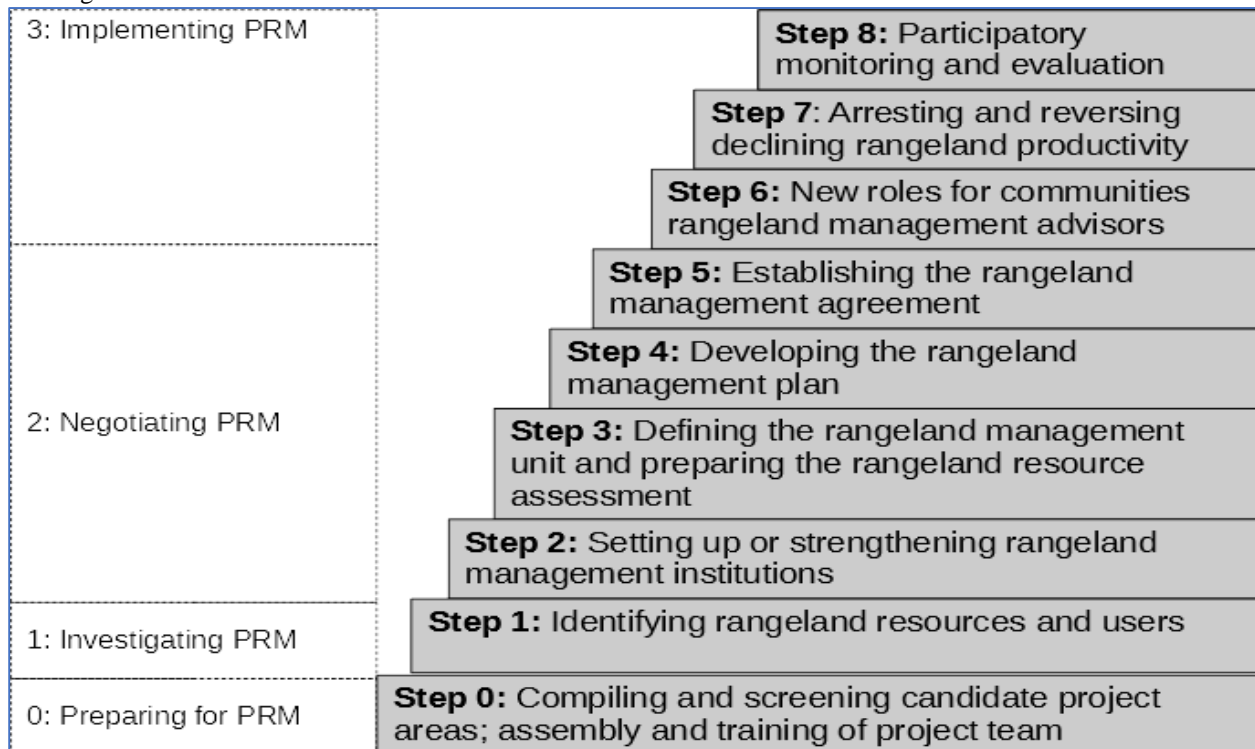 3: Implementing PRM
Step 8: Participatory
monitoring and evaluation
Step 7: Arresting and reversing
declining rangeland productivity
Step 6: New roles for communities
rangeland management advisors
2: Negotiating PRM
Step 5: Establishing the rangeland
management agreement
Step 4: Developing the rangeland
management plan
Step 3: Defining the rangeland management
unit and preparing the rangeland resource
assessment
Step 2: Setting up or strengthening rangeland
management institutions
1: Investigating PRM
Step 1: Identifying rangeland resources and users
0: Preparing for PRM
Step 0: Compiling and screening candidate project
areas; assembly and training of project team